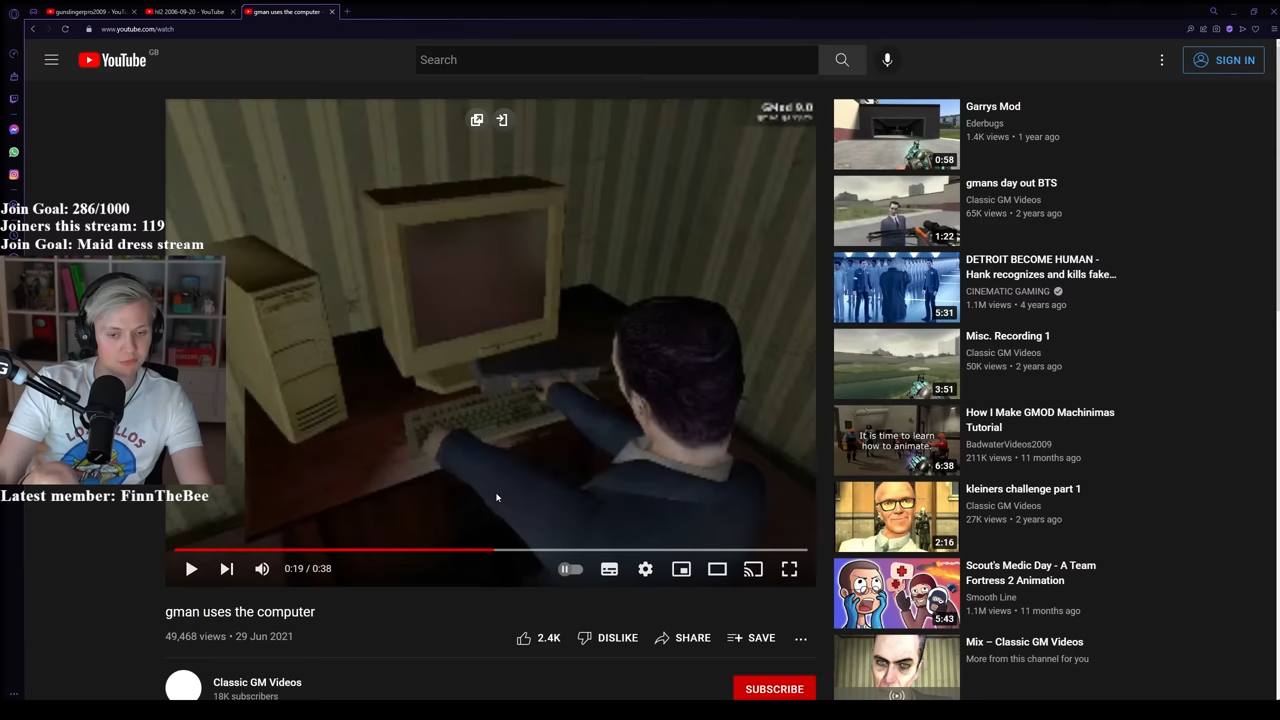 gunslingerpro2009 - YouT
hl2 2006-09-20 - YouTube
gman uses the computer
www.youtube.com/watch
YouTube GB
Search
SIGN IN
Join Goal: 286/1000
Joiners this stream: 119
Join Goal: Maid dress stream
Latest member: FinnTheBee
0:19 / 0:38
gman uses the computer
49,468 views • 29 Jun 2021
2.4K DISLIKE SHARE SAVE
Classic GM Videos
18K subscribers
SUBSCRIBE
Garrys Mod
Ederbugs
1.4K views • 1 year ago
0:58
gmans day out BTS
Classic GM Videos
65K views • 2 years ago
1:22
DETROIT BECOME HUMAN -
Hank recognizes and kills fake...
CINEMATIC GAMING
1.1M views • 4 years ago
5:31
Misc. Recording 1
Classic GM Videos
50K views • 2 years ago
3:51
How I Make GMOD Machinimas
Tutorial
BadwaterVideos2009
211K views • 11 months ago
It is time to learn
how to animate.
6:38
kleiners challenge part 1
Classic GM Videos
27K views • 2 years ago
2:16
Scout's Medic Day - A Team
Fortress 2 Animation
Smooth Line
1.1M views • 11 months ago
5:43
Mix – Classic GM Videos
More from this channel for you